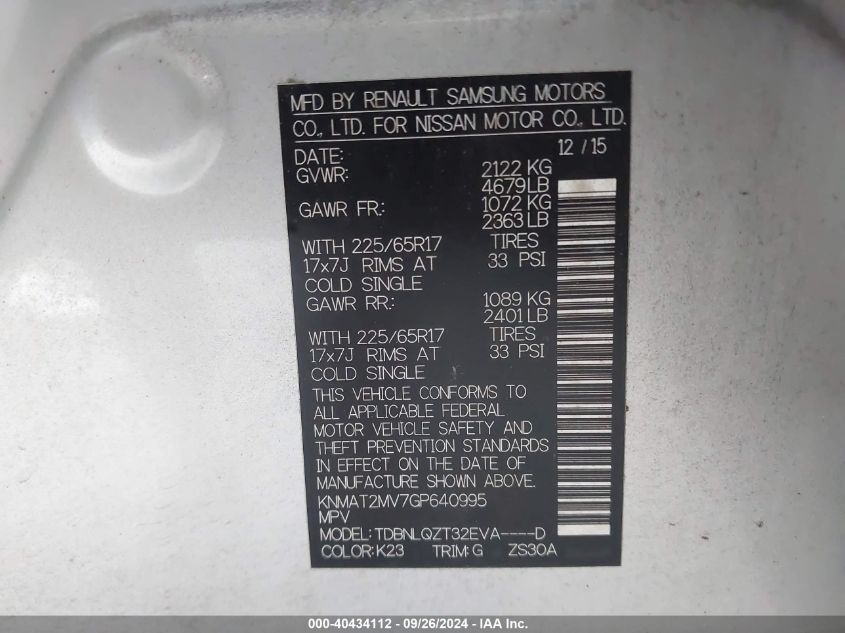 MFD BY RENAULT SAMSUNG MOTORS
CO., LTD. FOR NISSAN MOTOR CO., LTD.
DATE: 12 / 15
GVWR: 2122 KG
4679LB
GAWR FR: 1072 KG
2363 LB
WITH 225/65R17 TIRES
17x7J RIMS AT 33 PSI
COLD SINGLE
GAWR RR: 1089 KG
2401 LB
WITH 225/65R17 TIRES
17x7J RIMS AT 33 PSI
COLD SINGLE
THIS VEHICLE CONFORMS TO
ALL APPLICABLE FEDERAL
MOTOR VEHICLE SAFETY AND
THEFT PREVENTION STANDARDS
IN EFFECT ON THE DATE OF
MANUFACTURE SHOWN ABOVE.
KNMAT2MV7GP640995
MPV
MODEL: TDBNLQZT32EVA----D
COLOR: K23 TRIM: G ZS30A
000-40434112 - 09/26/2024 - IAA Inc.